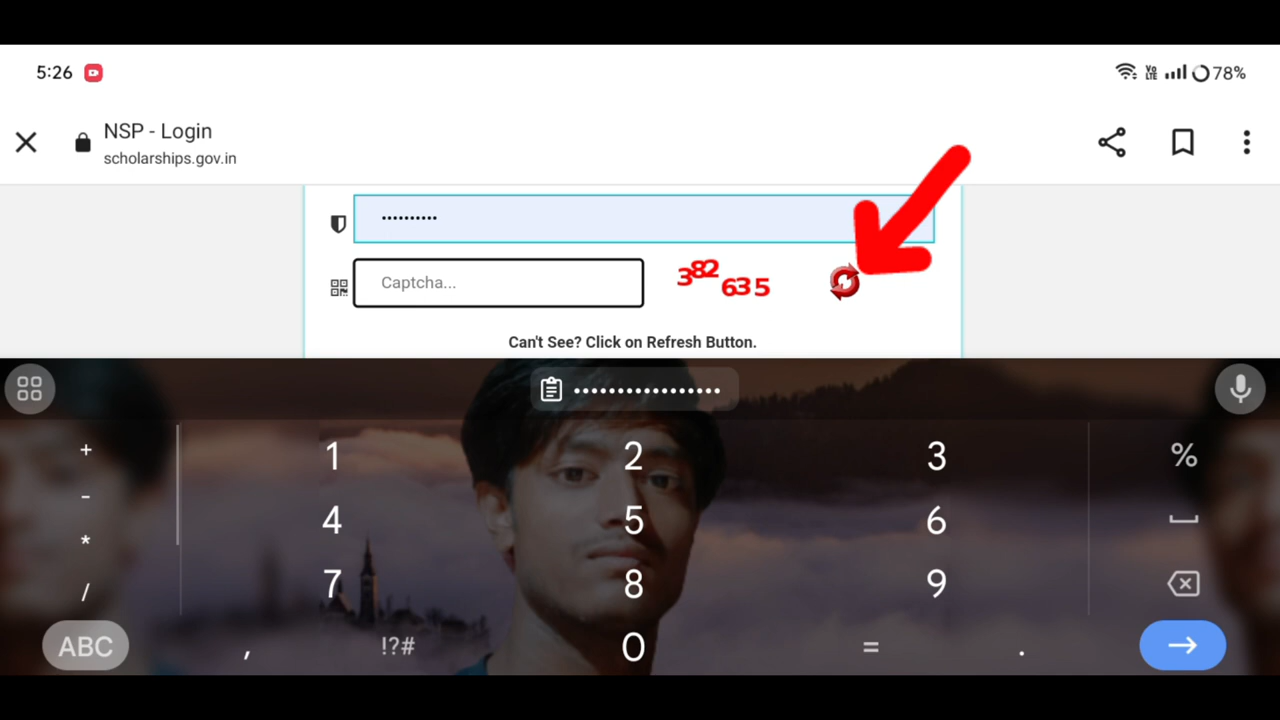 5:26 VoLTE 78%
NSP - Login
scholarships.gov.in
••••••••••
Captcha... 382635
Can't See? Click on Refresh Button.
••••••••••••••••
+ 1 2 3 %
-
4 5 6
*
7 8 9
/
ABC , !?# 0 = .